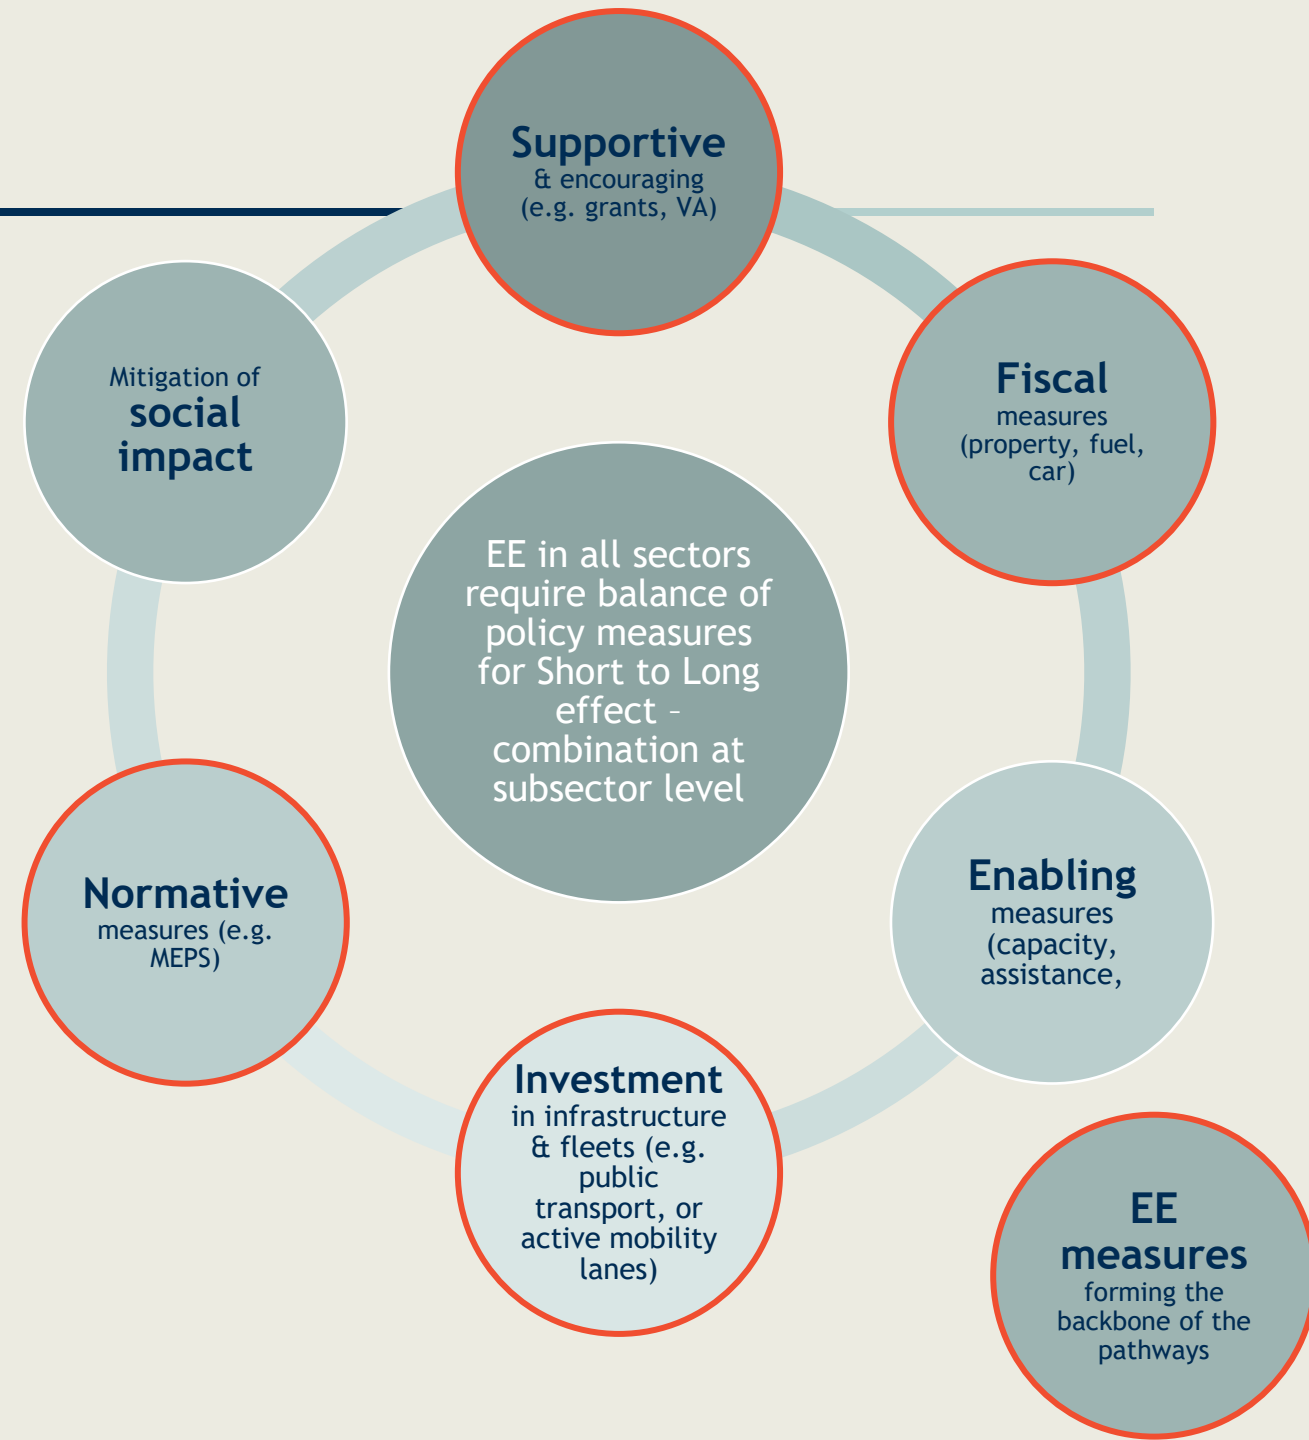 Supportive
& encouraging
(e.g. grants, VA)
Fiscal
measures
(property, fuel,
car)
Enabling
measures
(capacity,
assistance,
Investment
in infrastructure
& fleets (e.g.
public
transport, or
active mobility
lanes)
Normative
measures (e.g.
MEPS)
Mitigation of
social
impact
EE in all sectors
require balance of
policy measures
for Short to Long
effect –
combination at
subsector level
EE
measures
forming the
backbone of the
pathways